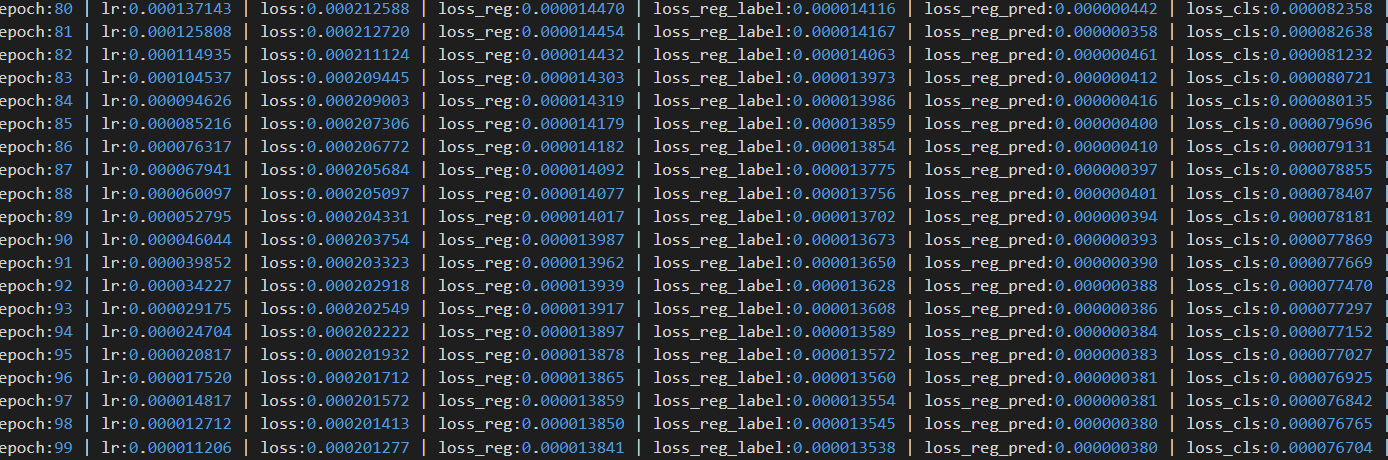 epoch:80 | lr:0.000137143 | loss:0.000212588 | loss_reg:0.000014470 | loss_reg_label:0.000014116 | loss_reg_pred:0.000000442 | loss_cls:0.000082358
epoch:81 | lr:0.000125808 | loss:0.000212720 | loss_reg:0.000014454 | loss_reg_label:0.000014167 | loss_reg_pred:0.000000358 | loss_cls:0.000082638
epoch:82 | lr:0.000114935 | loss:0.000211124 | loss_reg:0.000014432 | loss_reg_label:0.000014063 | loss_reg_pred:0.000000461 | loss_cls:0.000081232
epoch:83 | lr:0.000104537 | loss:0.000209445 | loss_reg:0.000014303 | loss_reg_label:0.000013973 | loss_reg_pred:0.000000412 | loss_cls:0.000080721
epoch:84 | lr:0.000094626 | loss:0.000209003 | loss_reg:0.000014319 | loss_reg_label:0.000013986 | loss_reg_pred:0.000000416 | loss_cls:0.000080135
epoch:85 | lr:0.000085216 | loss:0.000207306 | loss_reg:0.000014179 | loss_reg_label:0.000013859 | loss_reg_pred:0.000000400 | loss_cls:0.000079696
epoch:86 | lr:0.000076317 | loss:0.000206772 | loss_reg:0.000014182 | loss_reg_label:0.000013854 | loss_reg_pred:0.000000410 | loss_cls:0.000079131
epoch:87 | lr:0.000067941 | loss:0.000205684 | loss_reg:0.000014092 | loss_reg_label:0.000013775 | loss_reg_pred:0.000000397 | loss_cls:0.000078855
epoch:88 | lr:0.000060097 | loss:0.000205097 | loss_reg:0.000014077 | loss_reg_label:0.000013756 | loss_reg_pred:0.000000401 | loss_cls:0.000078407
epoch:89 | lr:0.000052795 | loss:0.000204331 | loss_reg:0.000014017 | loss_reg_label:0.000013702 | loss_reg_pred:0.000000394 | loss_cls:0.000078181
epoch:90 | lr:0.000046044 | loss:0.000203754 | loss_reg:0.000013987 | loss_reg_label:0.000013673 | loss_reg_pred:0.000000393 | loss_cls:0.000077869
epoch:91 | lr:0.000039852 | loss:0.000203323 | loss_reg:0.000013962 | loss_reg_label:0.000013650 | loss_reg_pred:0.000000390 | loss_cls:0.000077669
epoch:92 | lr:0.000034227 | loss:0.000202918 | loss_reg:0.000013939 | loss_reg_label:0.000013628 | loss_reg_pred:0.000000388 | loss_cls:0.000077470
epoch:93 | lr:0.000029175 | loss:0.000202549 | loss_reg:0.000013917 | loss_reg_label:0.000013608 | loss_reg_pred:0.000000386 | loss_cls:0.000077297
epoch:94 | lr:0.000024704 | loss:0.000202222 | loss_reg:0.000013897 | loss_reg_label:0.000013589 | loss_reg_pred:0.000000384 | loss_cls:0.000077152
epoch:95 | lr:0.000020817 | loss:0.000201932 | loss_reg:0.000013878 | loss_reg_label:0.000013572 | loss_reg_pred:0.000000383 | loss_cls:0.000077027
epoch:96 | lr:0.000017520 | loss:0.000201712 | loss_reg:0.000013865 | loss_reg_label:0.000013560 | loss_reg_pred:0.000000381 | loss_cls:0.000076925
epoch:97 | lr:0.000014817 | loss:0.000201572 | loss_reg:0.000013859 | loss_reg_label:0.000013554 | loss_reg_pred:0.000000381 | loss_cls:0.000076842
epoch:98 | lr:0.000012712 | loss:0.000201413 | loss_reg:0.000013850 | loss_reg_label:0.000013545 | loss_reg_pred:0.000000380 | loss_cls:0.000076765
epoch:99 | lr:0.000011206 | loss:0.000201277 | loss_reg:0.000013841 | loss_reg_label:0.000013538 | loss_reg_pred:0.000000380 | loss_cls:0.000076704